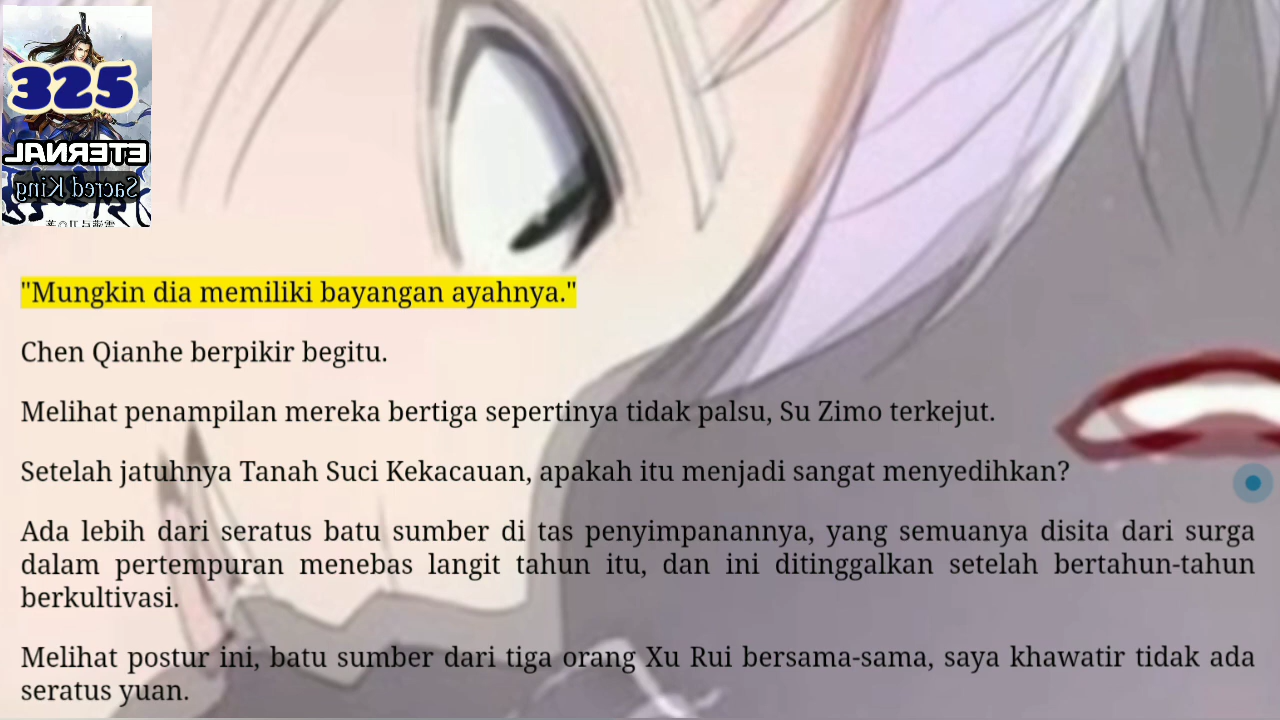 325
ETERNAL
Sacred King
"Mungkin dia memiliki bayangan ayahnya."
Chen Qianhe berpikir begitu.
Melihat penampilan mereka bertiga sepertinya tidak palsu, Su Zimo terkejut.
Setelah jatuhnya Tanah Suci Kekacauan, apakah itu menjadi sangat menyedihkan?
Ada lebih dari seratus batu sumber di tas penyimpanannya, yang semuanya disita dari surga
dalam pertempuran menebas langit tahun itu, dan ini ditinggalkan setelah bertahun-tahun
berkultivasi.
Melihat postur ini, batu sumber dari tiga orang Xu Rui bersama-sama, saya khawatir tidak ada
seratus yuan.